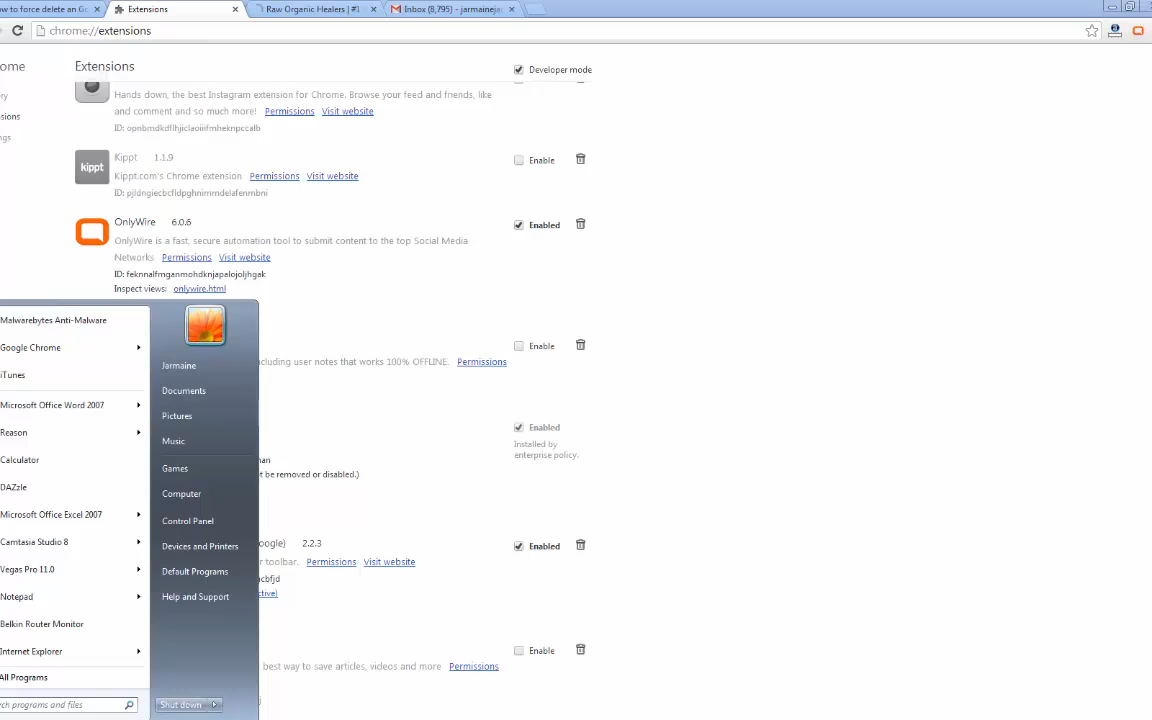 ow to force delete an Go
Extensions
Raw Organic Healers | #1
Inbox (8,795) - jarmaineja
chrome://extensions
ome
Extensions
Developer mode
ry
Hands down, the best Instagram extension for Chrome. Browse your feed and friends, like
sions
and comment and so much more! Permissions Visit website
ID: opnbmdkdflhjiclaoiiifmheknpccalb
ngs
kippt
Kippt 1.1.9
Enable
Kippt.com's Chrome extension Permissions Visit website
ID: pjldngiecbcfldpghnimmdelafenmbni
OnlyWire 6.0.6
Enabled
OnlyWire is a fast, secure automation tool to submit content to the top Social Media
Networks Permissions Visit website
ID: feknnalfmganmohdknjapalojoljhgak
Inspect views: onlywire.html
Malwarebytes Anti-Malware
Google Chrome
iTunes
Microsoft Office Word 2007
Reason
Calculator
DAZzle
Microsoft Office Excel 2007
Camtasia Studio 8
Vegas Pro 11.0
Notepad
Belkin Router Monitor
Internet Explorer
All Programs
ch programs and files
Jarmaine
Documents
Pictures
Music
Games
Computer
Control Panel
Devices and Printers
Default Programs
Help and Support
Shut down
Enable
ncluding user notes that works 100% OFFLINE. Permissions
Enabled
Installed by
enterprise policy.
nan
ot be removed or disabled.)
oogle) 2.2.3
Enabled
r toolbar. Permissions Visit website
acbfjd
ctive)
Enable
best way to save articles, videos and more Permissions